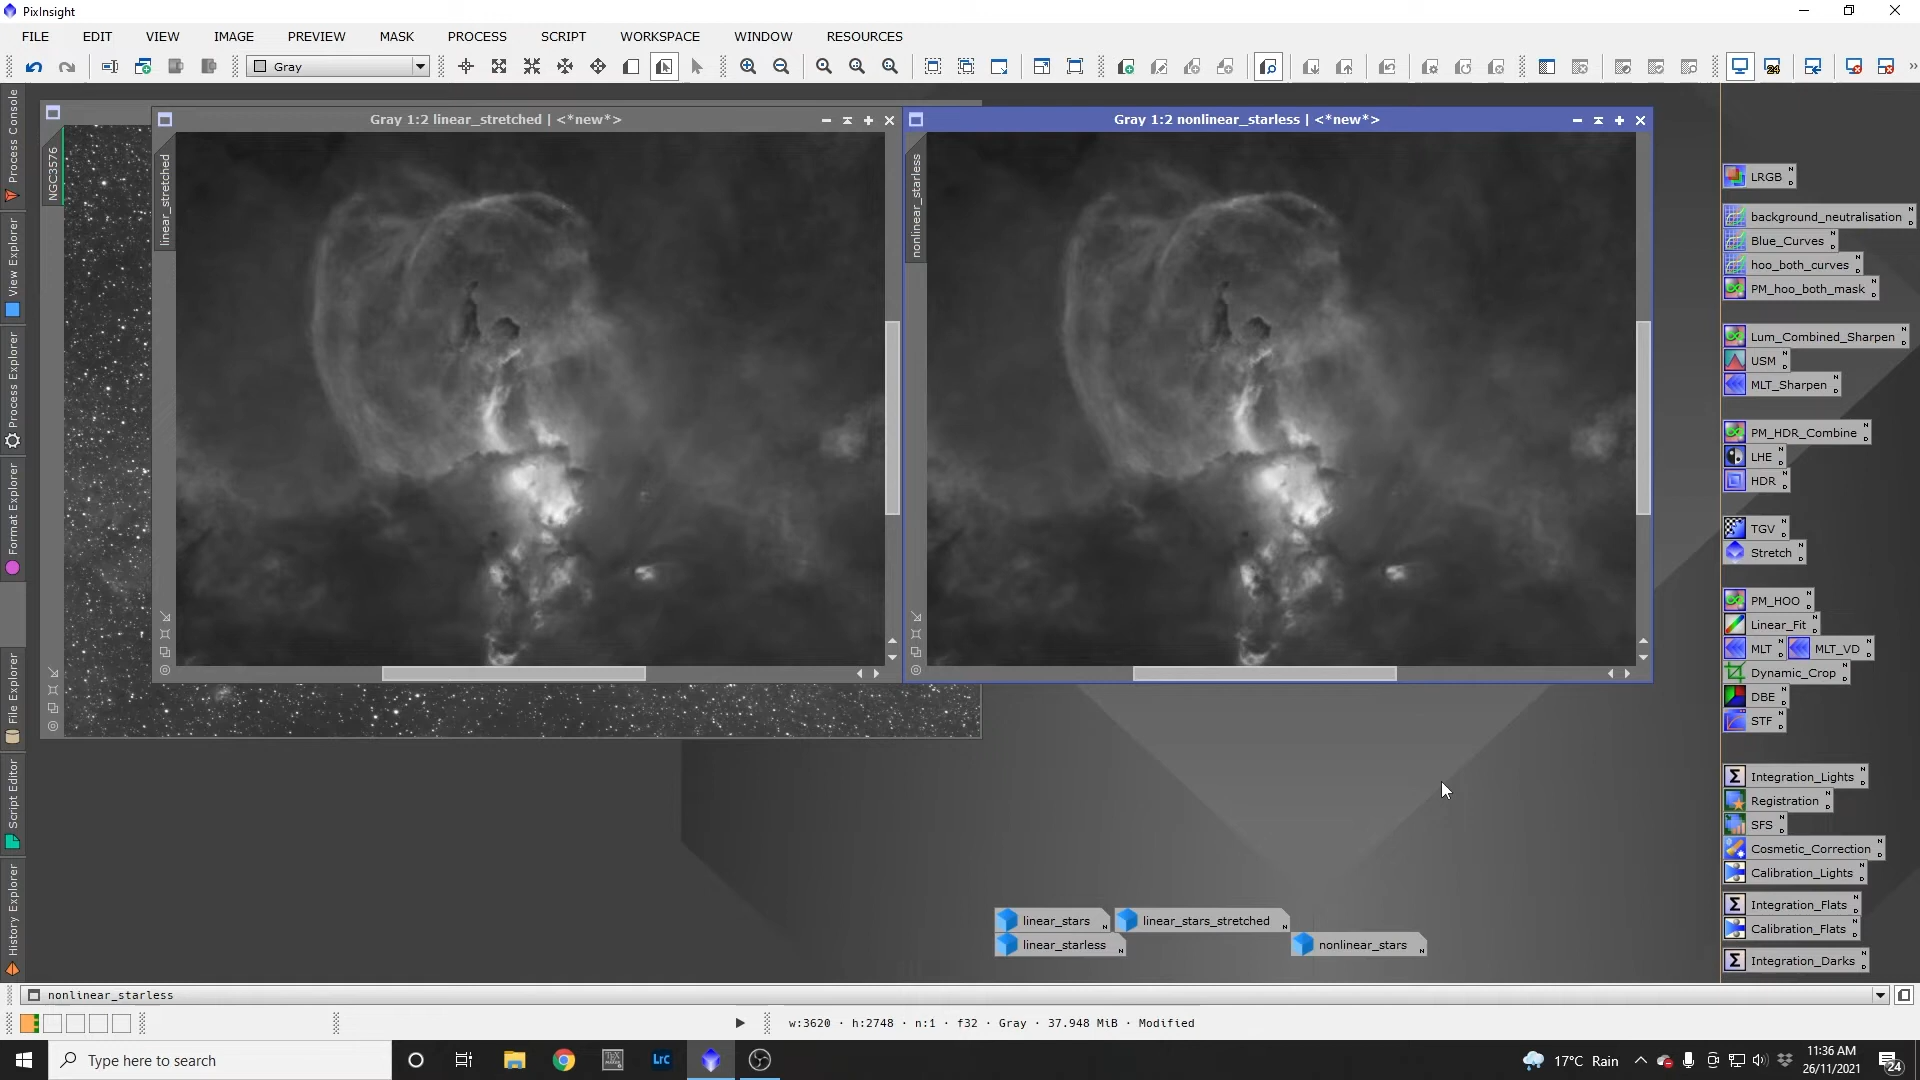 PixInsight
FILE EDIT VIEW IMAGE PREVIEW MASK PROCESS SCRIPT WORKSPACE WINDOW RESOURCES
Gray
24
Process Console
View Explorer
Process Explorer
Format Explorer
File Explorer
Script Editor
History Explorer
NGC3576
Gray 1:2 linear_stretched | <*new*>
linear_stretched
Gray 1:2 nonlinear_starless | <*new*>
nonlinear_starless
LRGB
background_neutralisation
Blue_Curves
hoo_both_curves
PM_hoo_both_mask
Lum_Combined_Sharpen
USM
MLT_Sharpen
PM_HDR_Combine
LHE
HDR
TGV
Stretch
PM_HOO
Linear_Fit
MLT MLT_VD
Dynamic_Crop
DBE
STF
Integration_Lights
Registration
SFS
Cosmetic_Correction
Calibration_Lights
Integration_Flats
Calibration_Flats
Integration_Darks
linear_stars linear_stars_stretched
linear_starless nonlinear_stars
nonlinear_starless
w:3620 · h:2748 · n:1 · f32 · Gray · 37.948 MiB · Modified
Type here to search
LrC
17°C Rain
11:36 AM
26/11/2021
24